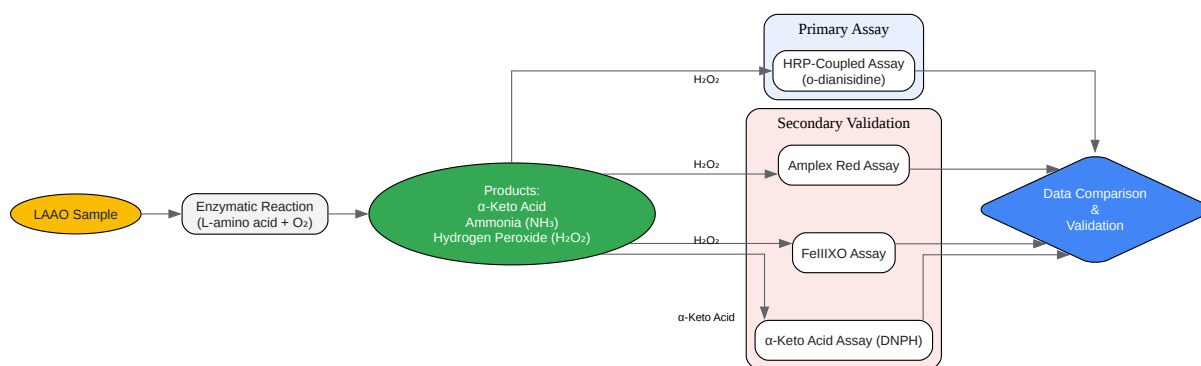 Primary Assay
HRP-Coupled Assay
(o-dianisidine)
H₂O₂
Secondary Validation
H₂O₂
Amplex Red Assay
LAAO Sample
Enzymatic Reaction
(L-amino acid + O₂)
Products:
α-Keto Acid
Ammonia (NH₃)
Hydrogen Peroxide (H₂O₂)
Data Comparison
&
Validation
H₂O₂
FeIIIXO Assay
α-Keto Acid
α-Keto Acid Assay (DNPH)